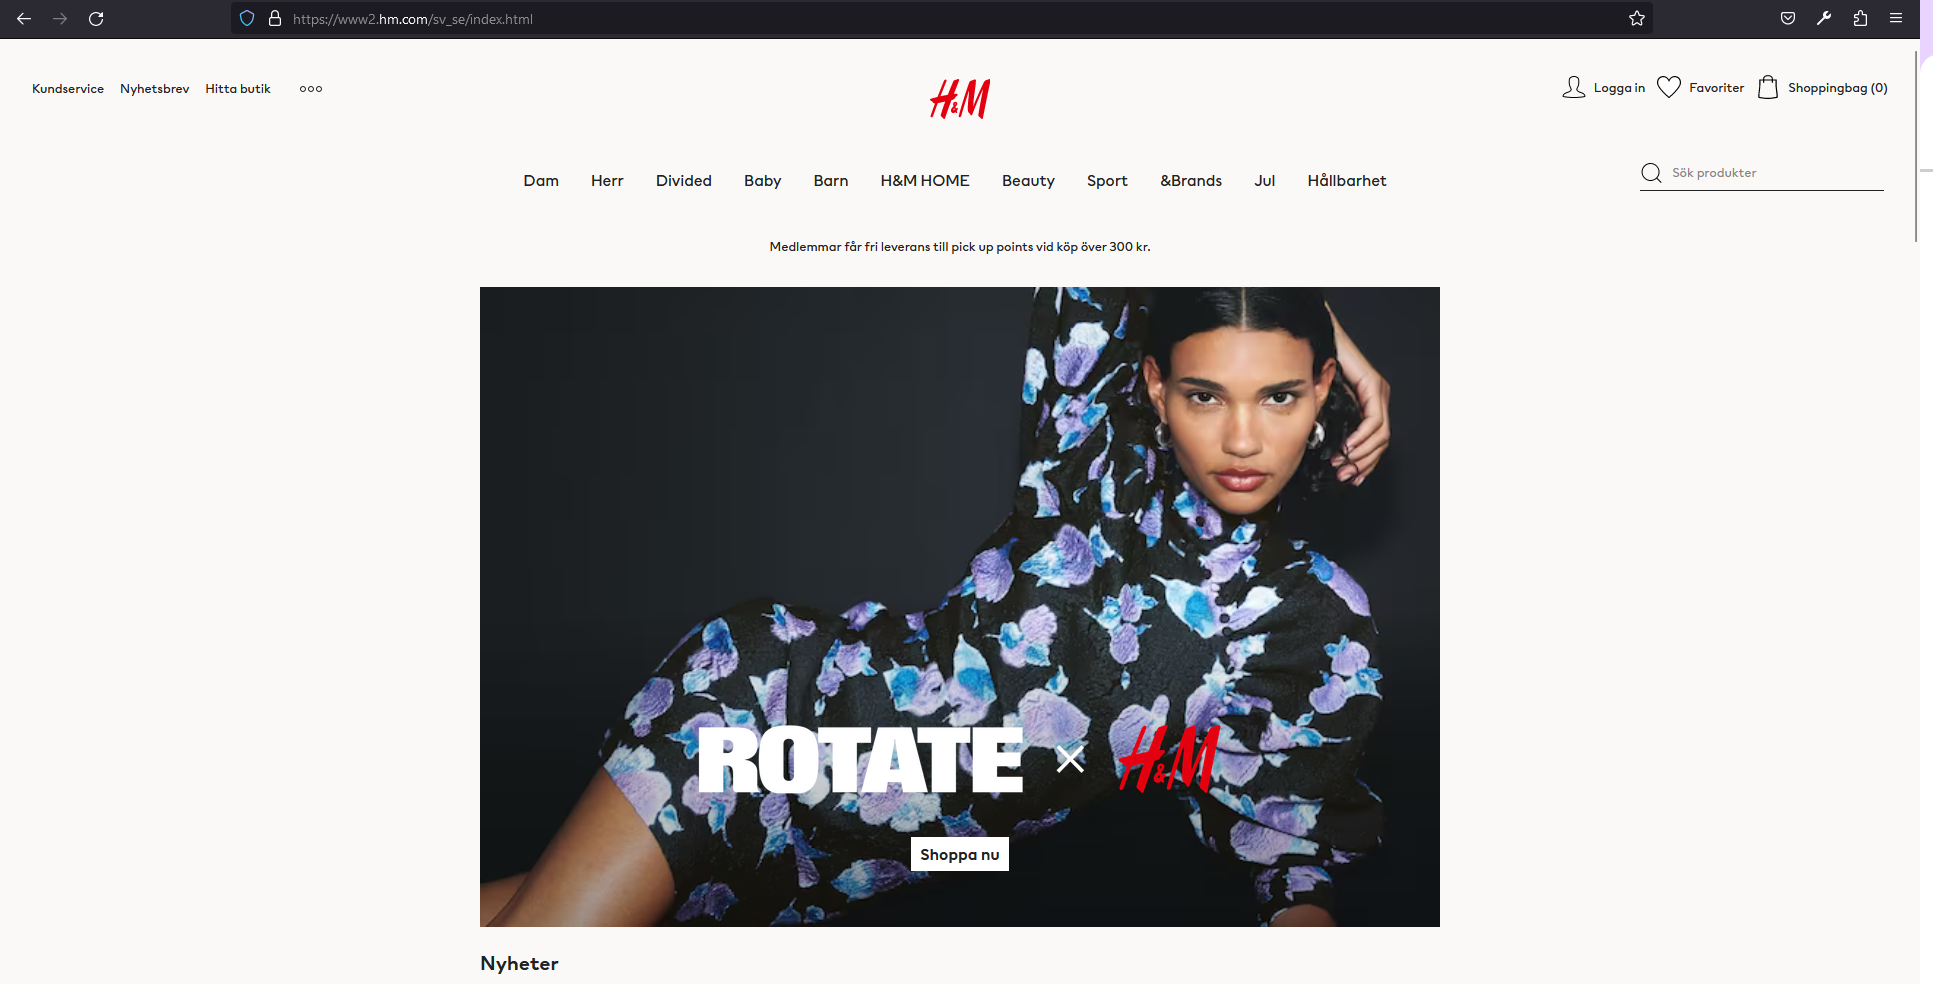 https://www2.hm.com/sv_se/index.html
Kundservice Nyhetsbrev Hitta butik
H&M
Logga in Favoriter Shoppingbag (0)
Dam Herr Divided Baby Barn H&M HOME Beauty Sport &Brands Jul Hållbarhet
Sök produkter
Medlemmar får fri leverans till pick up points vid köp över 300 kr.
ROTATE × H&M
Shoppa nu
Nyheter